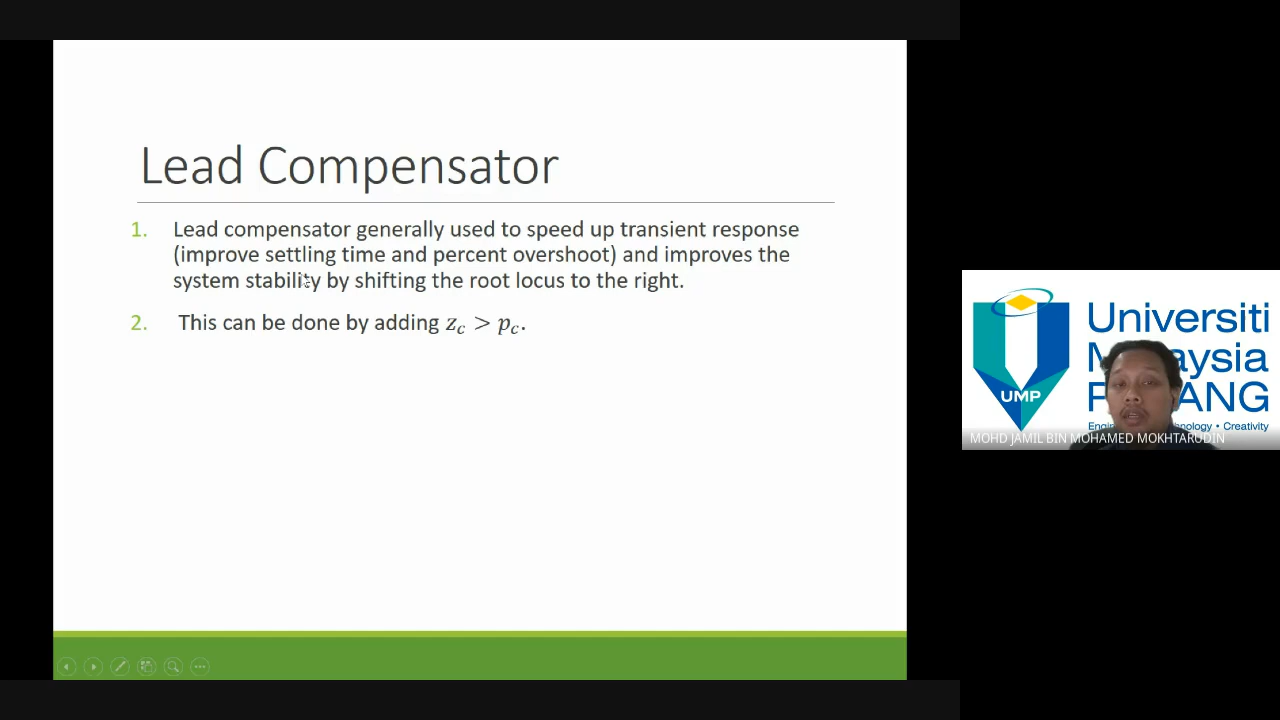 Lead Compensator
1. Lead compensator generally used to speed up transient response
(improve settling time and percent overshoot) and improves the
system stability by shifting the root locus to the right.
2. This can be done by adding z_c > p_c.
Universiti
Malaysia
UMP
MOHD JAMIL BIN MOHAMED MOKHTARUDIN
• Creativity